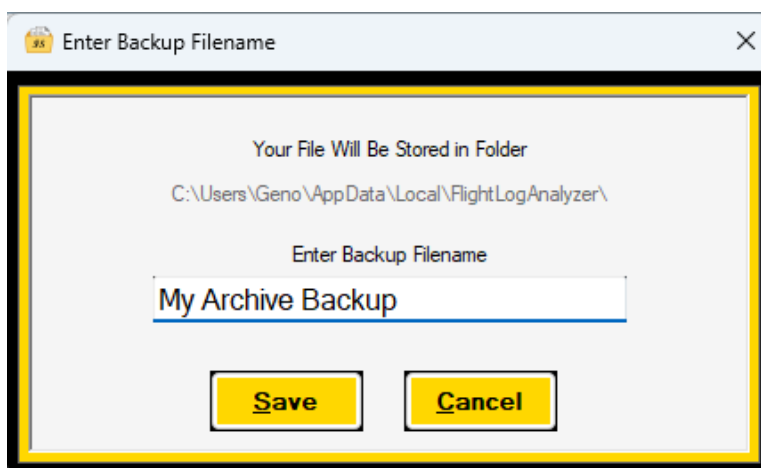 Enter Backup Filename
Your File Will Be Stored in Folder
C:\Users\Geno\AppData\Local\FlightLogAnalyzer\
Enter Backup Filename
My Archive Backup
Save Cancel